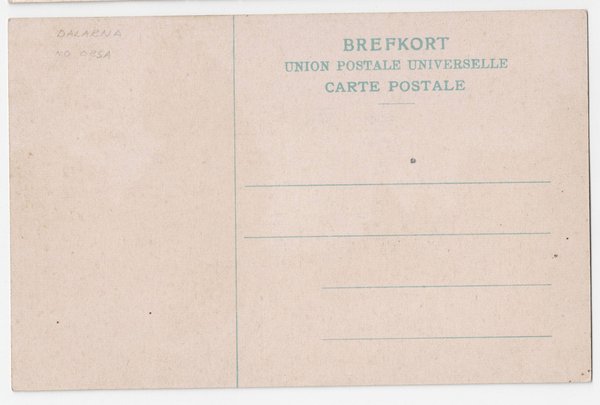 DALARNA
NO ORSA
BREFKORT
UNION POSTALE UNIVERSELLE
CARTE POSTALE